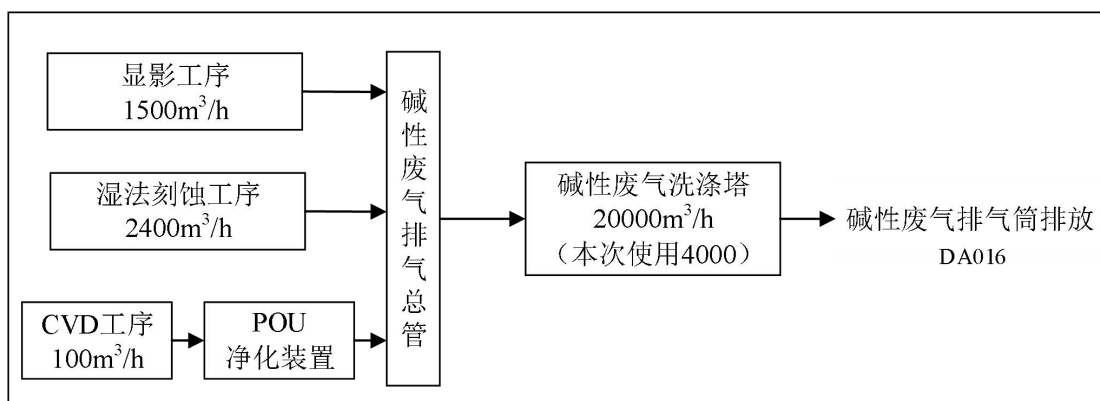 显影工序
1500m³/h
湿法刻蚀工序
2400m³/h
CVD工序
100m³/h
POU
净化装置
碱性废气排气总管
碱性废气洗涤塔
20000m³/h
（本次使用4000）
碱性废气排气筒排放
DA016